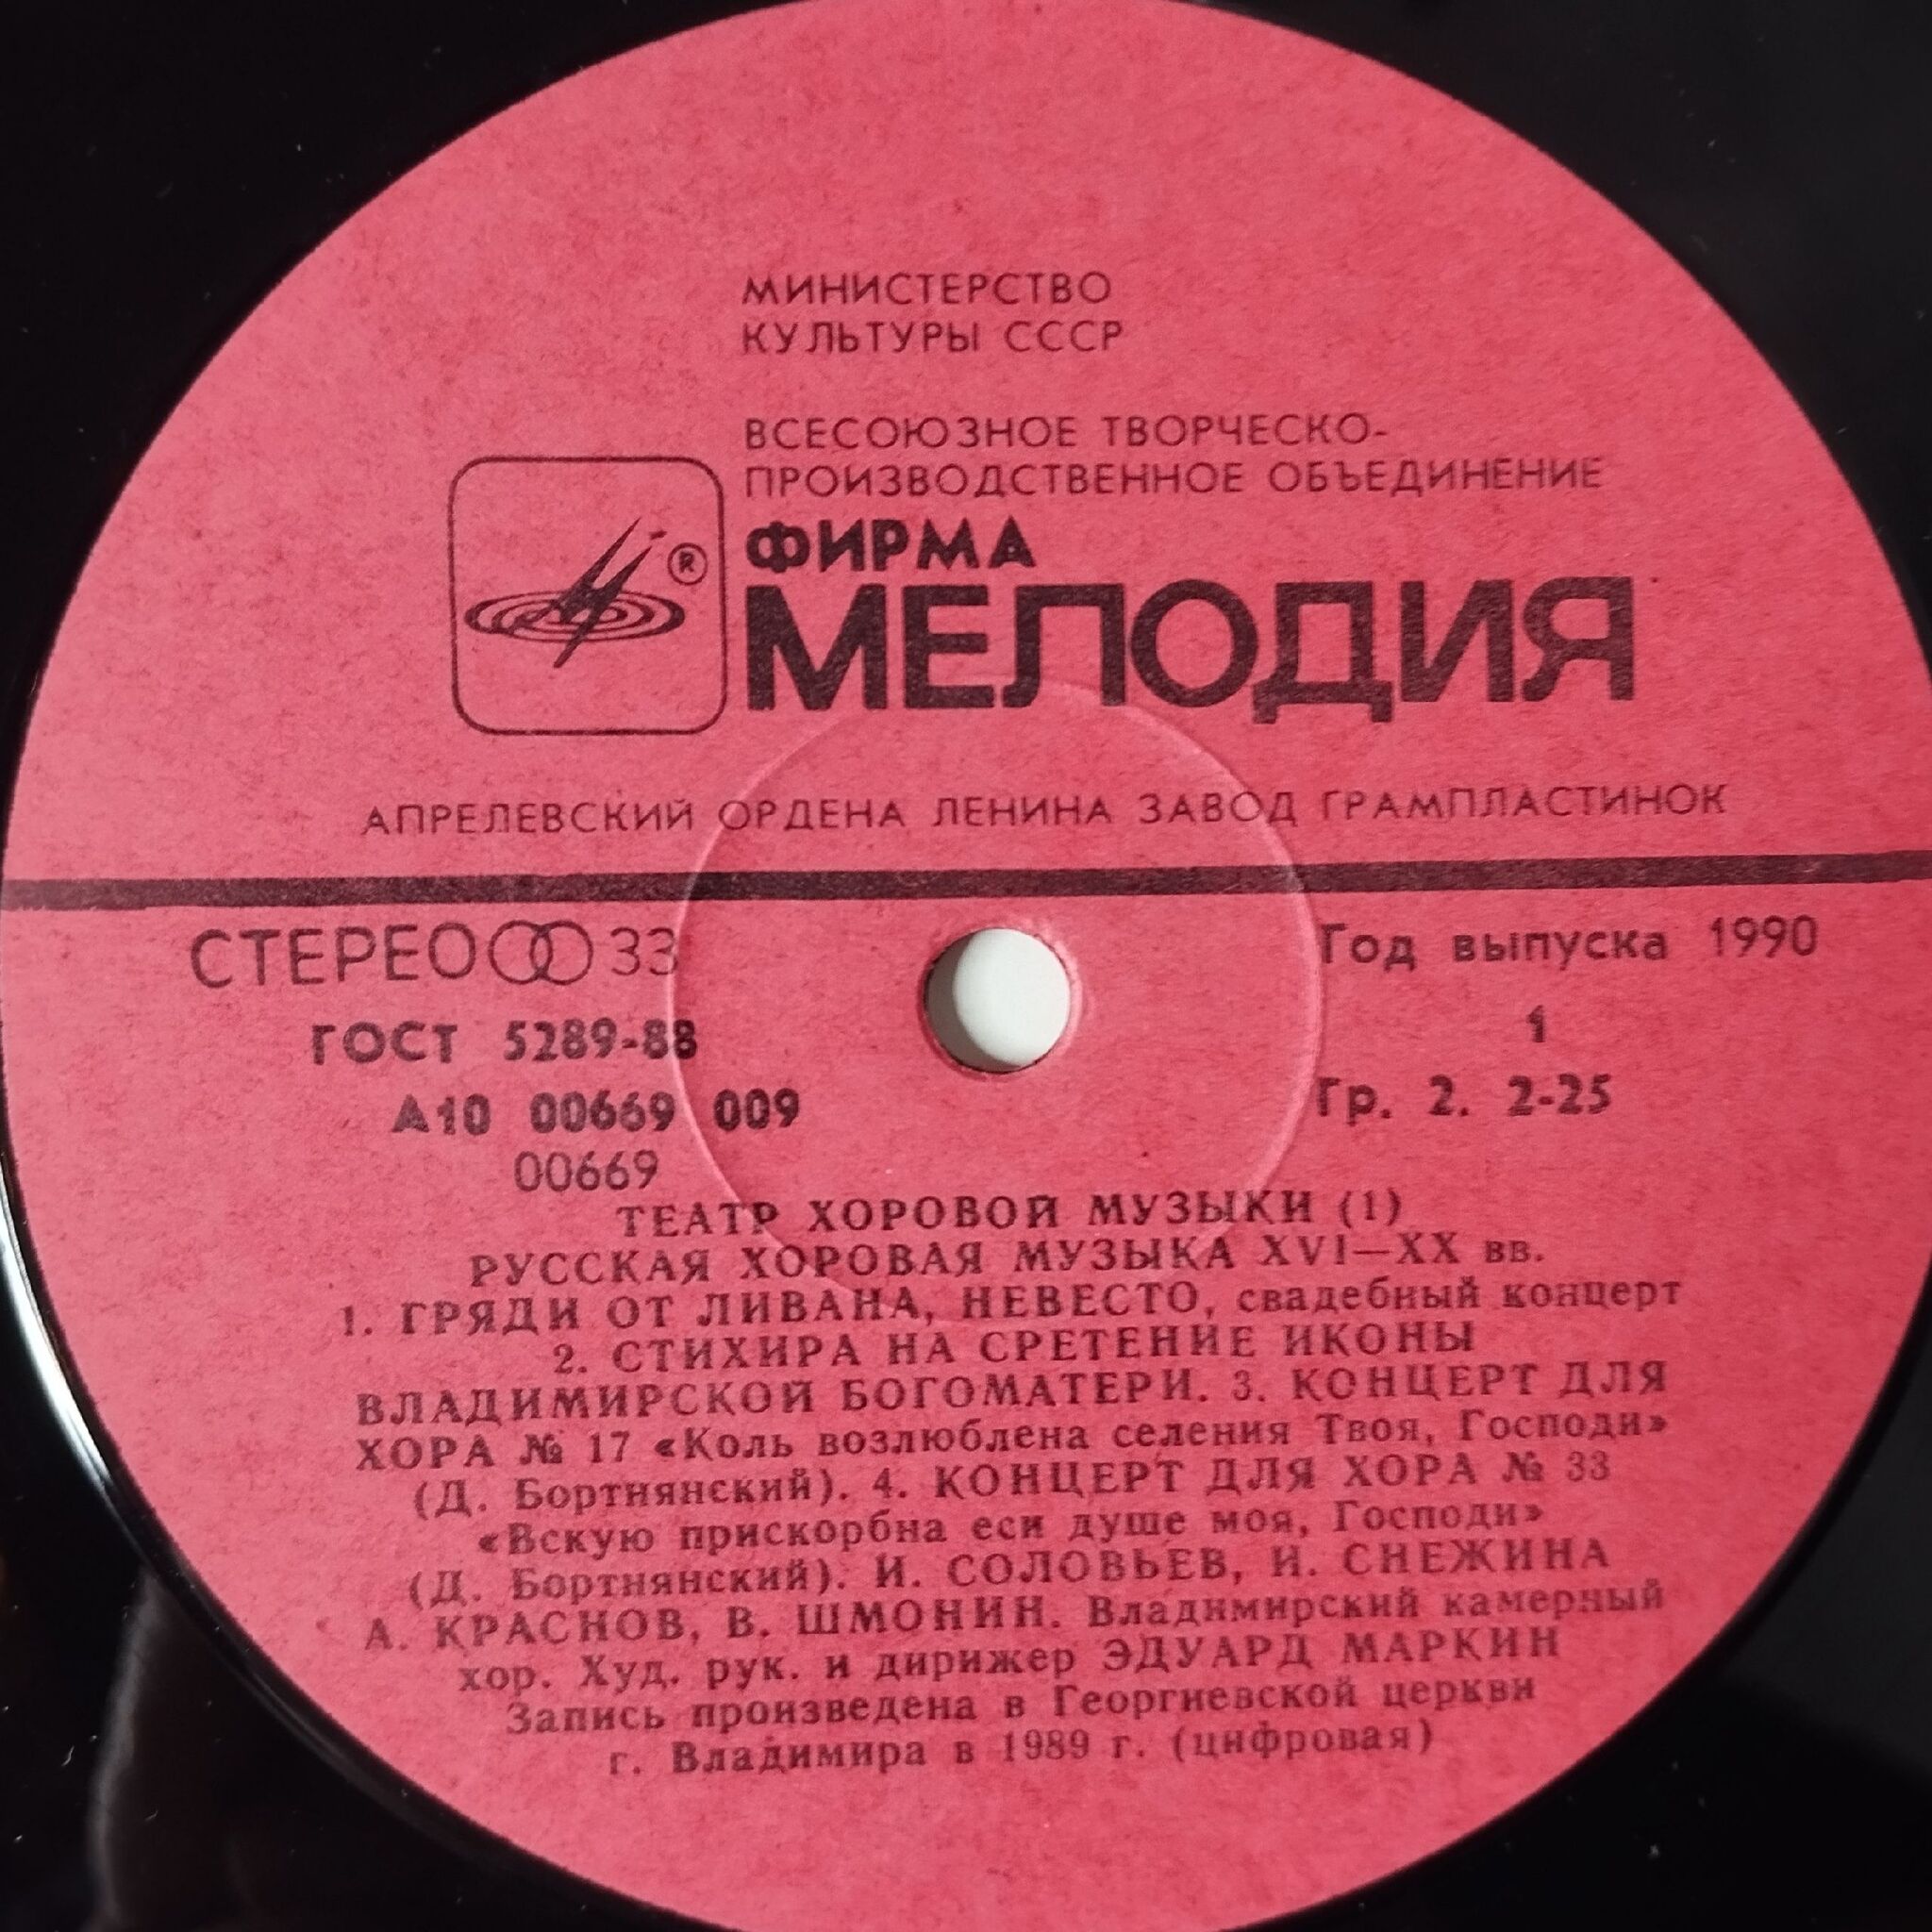 МИНИСТЕРСТВО
КУЛЬТУРЫ СССР
ВСЕСОЮЗНОЕ ТВОРЧЕСКО-
ПРОИЗВОДСТВЕННОЕ ОБЪЕДИНЕНИЕ
ФИРМА
®
МЕЛОДИЯ
АПРЕЛЕВСКИЙ ОРДЕНА ЛЕНИНА ЗАВОД ГРАМПЛАСТИНОК
СТЕРЕО 33
Год выпуска 1990
ГОСТ 5289-88
1
А10 00669 009
Гр. 2. 2-25
00669
ТЕАТР ХОРОВОЙ МУЗЫКИ (1)
РУССКАЯ ХОРОВАЯ МУЗЫКА XVI—XX вв.
1. ГРЯДИ ОТ ЛИВАНА, НЕВЕСТО, свадебный концерт
2. СТИХИРА НА СРЕТЕНИЕ ИКОНЫ
ВЛАДИМИРСКОЙ БОГОМАТЕРИ. 3. КОНЦЕРТ ДЛЯ
ХОРА № 17 «Коль возлюблена селения Твоя, Господи»
(Д. Бортнянский). 4. КОНЦЕРТ ДЛЯ ХОРА № 33
«Вскую прискорбна еси душе моя, Господи»
(Д. Бортнянский). И. СОЛОВЬЕВ, И. СНЕЖИНА
А. КРАСНОВ, В. ШМОНИН. Владимирский камерный
хор. Худ. рук. и дирижер ЭДУАРД МАРКИН
Запись произведена в Георгиевской церкви
г. Владимира в 1989 г. (цифровая)